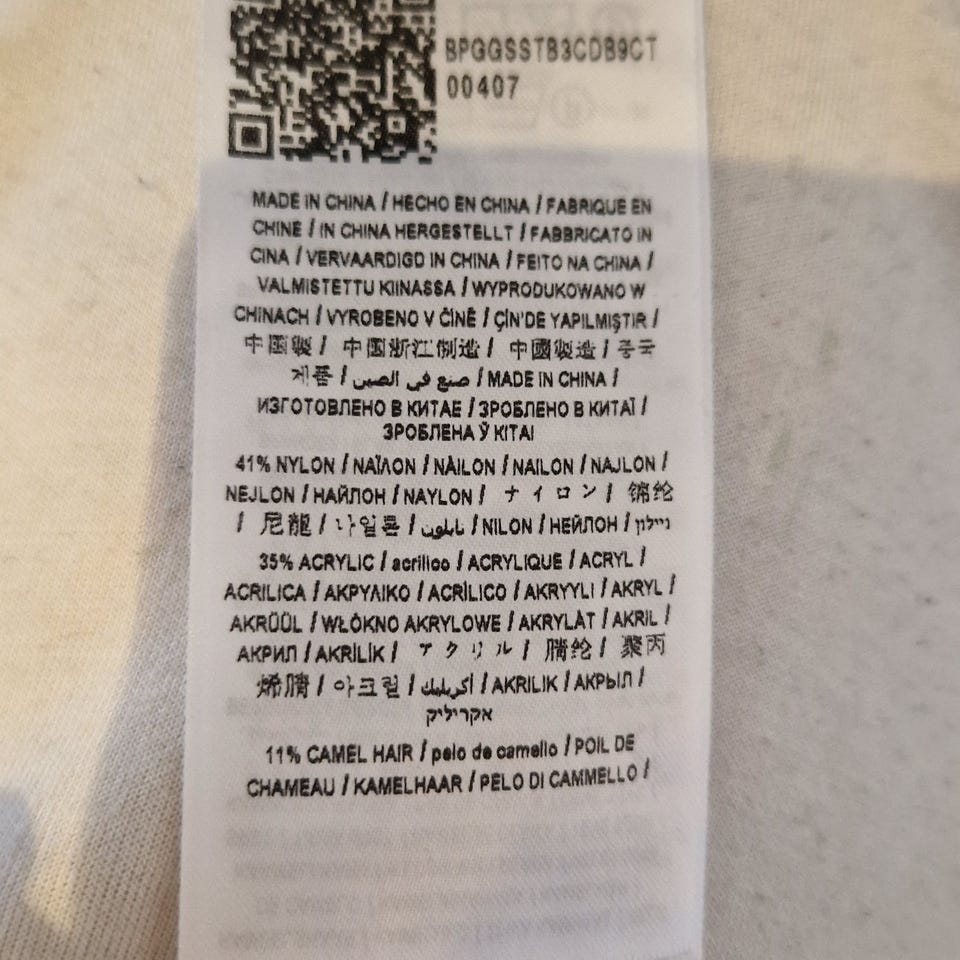 BPGGSSTB3CDB9CT
00407
MADE IN CHINA / HECHO EN CHINA / FABRIQUE EN
CHINE / IN CHINA HERGESTELLT / FABBRICATO IN
CINA / VERVAARDIGD IN CHINA / FEITO NA CHINA /
VALMISTETTU KIINASSA / WYPRODUKOWANO W
CHINACH / VYROBENO V ČÍNĚ / ÇİN'DE YAPILMIŞTIR /
中国製 / 中国浙江制造 / 中國製造 / 중국
제품 / صنع في الصين / MADE IN CHINA /
ИЗГОТОВЛЕНО В КИТАЕ / ЗРОБЛЕНО В КИТАЇ /
ЗРОБЛЕНА Ў КІТАІ
41% NYLON / ΝΑΪΛΟΝ / NÁILON / NAILON / NAJLON /
NEJLON / НАЙЛОН / NAYLON / ナイロン / 锦纶
/ 尼龍 / 나일론 / نايلون / NILON / НЕЙЛОН / ניילון
35% ACRYLIC / acrílico / ACRYLIQUE / ACRYL /
ACRILICA / ΑΚΡΥΛΙΚΟ / ACRÍLICO / AKRYYLI / AKRYL /
AKRÜÜL / WŁÓKNO AKRYLOWE / AKRYLÁT / AKRIL /
АКРИЛ / AKRİLİK / アクリル / 腈纶 / 聚丙
烯腈 / 아크릴 / أكريليك / AKRILIK / АКРЫЛ /
אקריליק
11% CAMEL HAIR / pelo de camello / POIL DE
CHAMEAU / KAMELHAAR / PELO DI CAMMELLO /